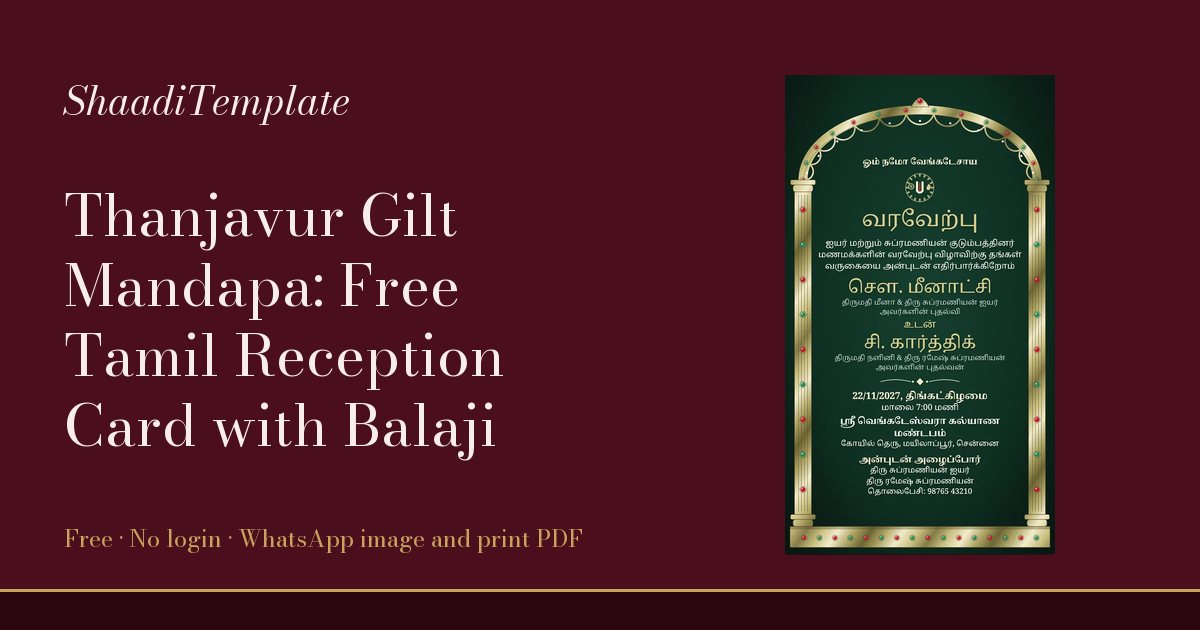 ShaadiTemplate
Thanjavur Gilt
Mandapa: Free
Tamil Reception
Card with Balaji
Free · No login · WhatsApp image and print PDF
ஓம் நமோ வேங்கடேசாய
வரவேற்பு
ஐயர் மற்றும் சுப்ரமணியன் குடும்பத்தினர்
மணமக்களின் வரவேற்பு விழாவிற்கு தங்கள்
வருகையை அன்புடன் எதிர்பார்க்கிறோம்
சௌ. மீனாட்சி
திருமதி மீனா & திரு சுப்ரமணியன் ஐயர்
அவர்களின் புதல்வி
உடன்
சி. கார்த்திக்
திருமதி நளினி & திரு ரமேஷ் சுப்ரமணியன்
அவர்களின் புதல்வன்
22/11/2027, திங்கட்கிழமை
மாலை 7:00 மணி
ஸ்ரீ வெங்கடேஸ்வரா கல்யாண
மண்டபம்
கோயில் தெரு, மயிலாப்பூர், சென்னை
அன்புடன் அழைப்போர்
திரு சுப்ரமணியன் ஐயர்
திரு ரமேஷ் சுப்ரமணியன்
தொலைபேசி: 98765 43210